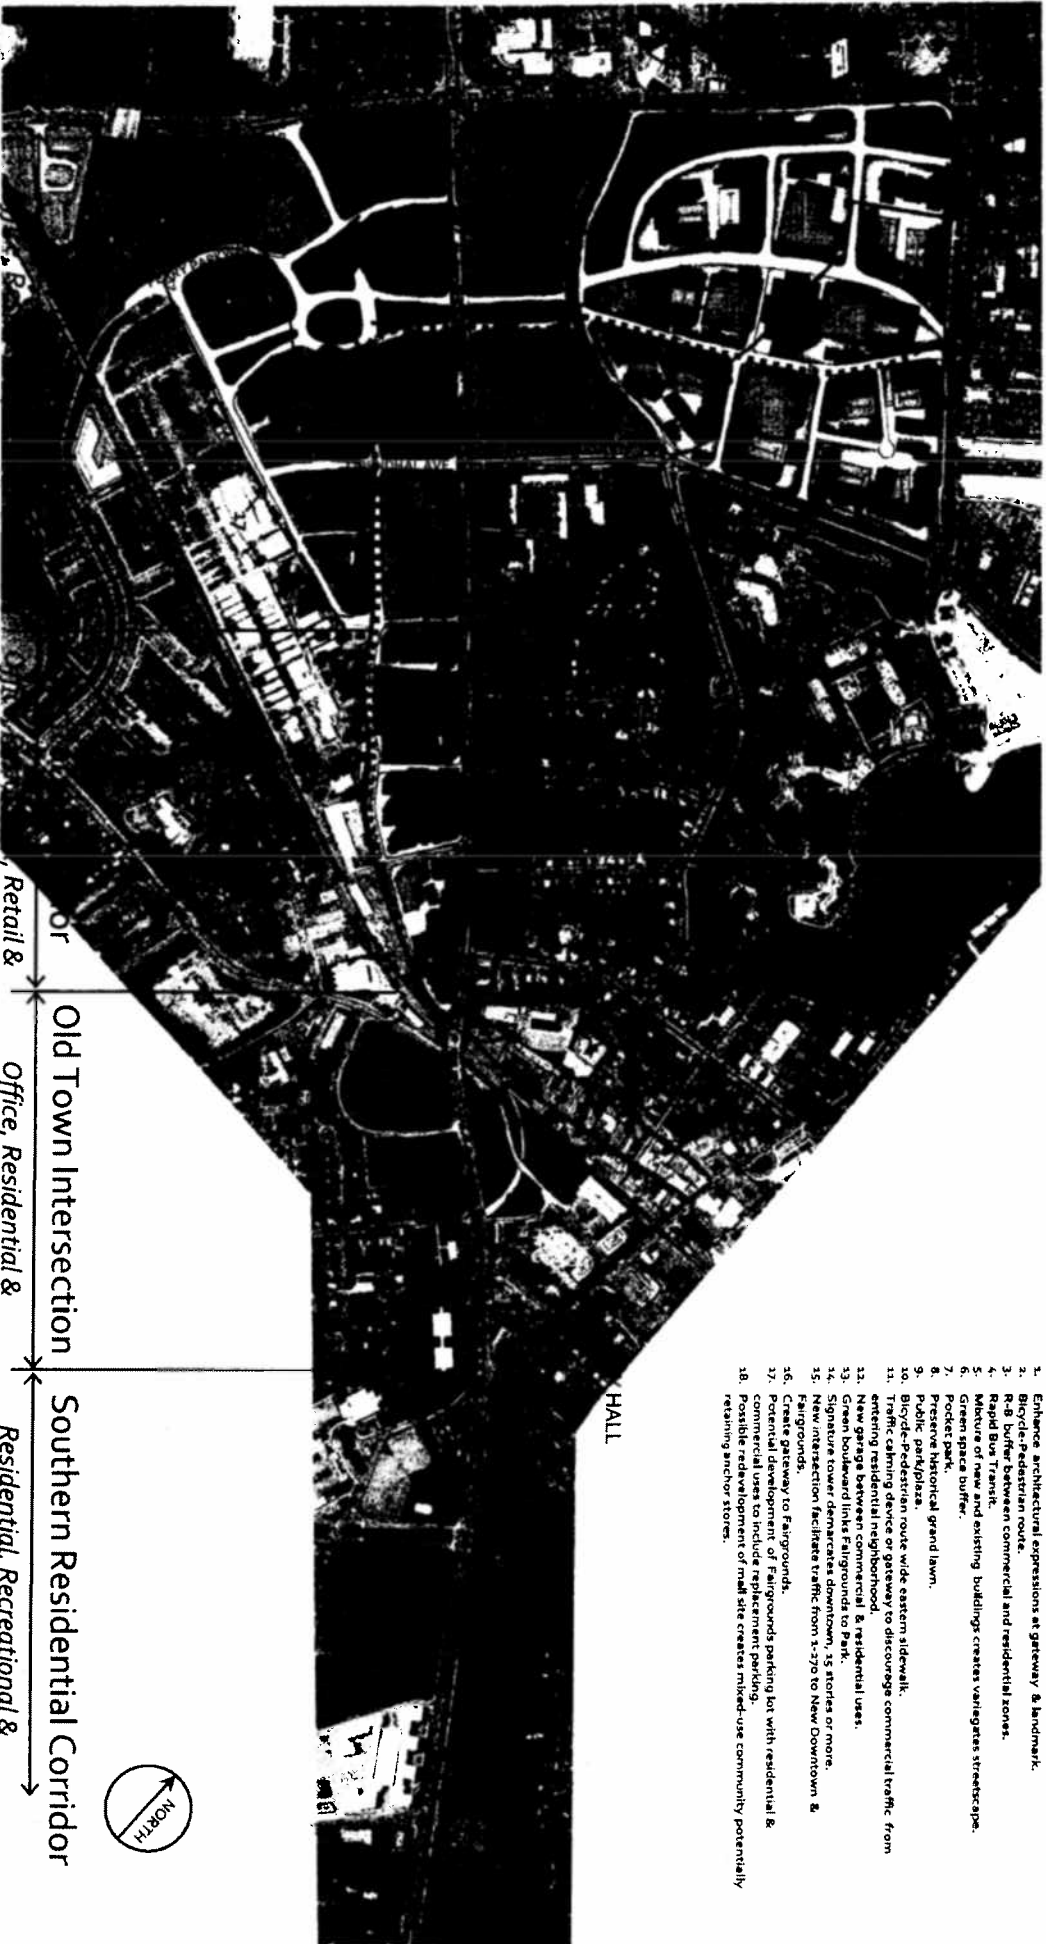 1. Enhance architectural expressions at gateway & landmark.
2. Bicycle-Pedestrian route.
3. R-B buffer between commercial and residential zones.
4. Rapid Bus Transit.
5. Mixture of new and existing buildings creates variegates streetscape.
6. Green space buffer.
7. Pocket park.
8. Preserve historical grand lawn.
9. Public park/plaza.
10. Bicycle-Pedestrian route wide eastern sidewalk.
11. Traffic calming device or gateway to discourage commercial traffic from
entering residential neighborhood.
12. New garage between commercial & residential uses.
13. Green boulevard links Fairgrounds to Park.
14. Signature tower demarcates downtown, 15 stories or more.
15. New intersection facilitate traffic from 1-270 to New Downtown &
Fairgrounds.
16. Create gateway to Fairgrounds.
17. Potential development of Fairgrounds parking lot with residential &
commercial uses to include replacement parking.
18. Possible redevelopment of mall site creates mixed-use community potentially
retaining anchor stores.
HALL
NORTH
or
, Retail &
Old Town Intersection
Office, Residential &
Southern Residential Corridor
Residential, Recreational &